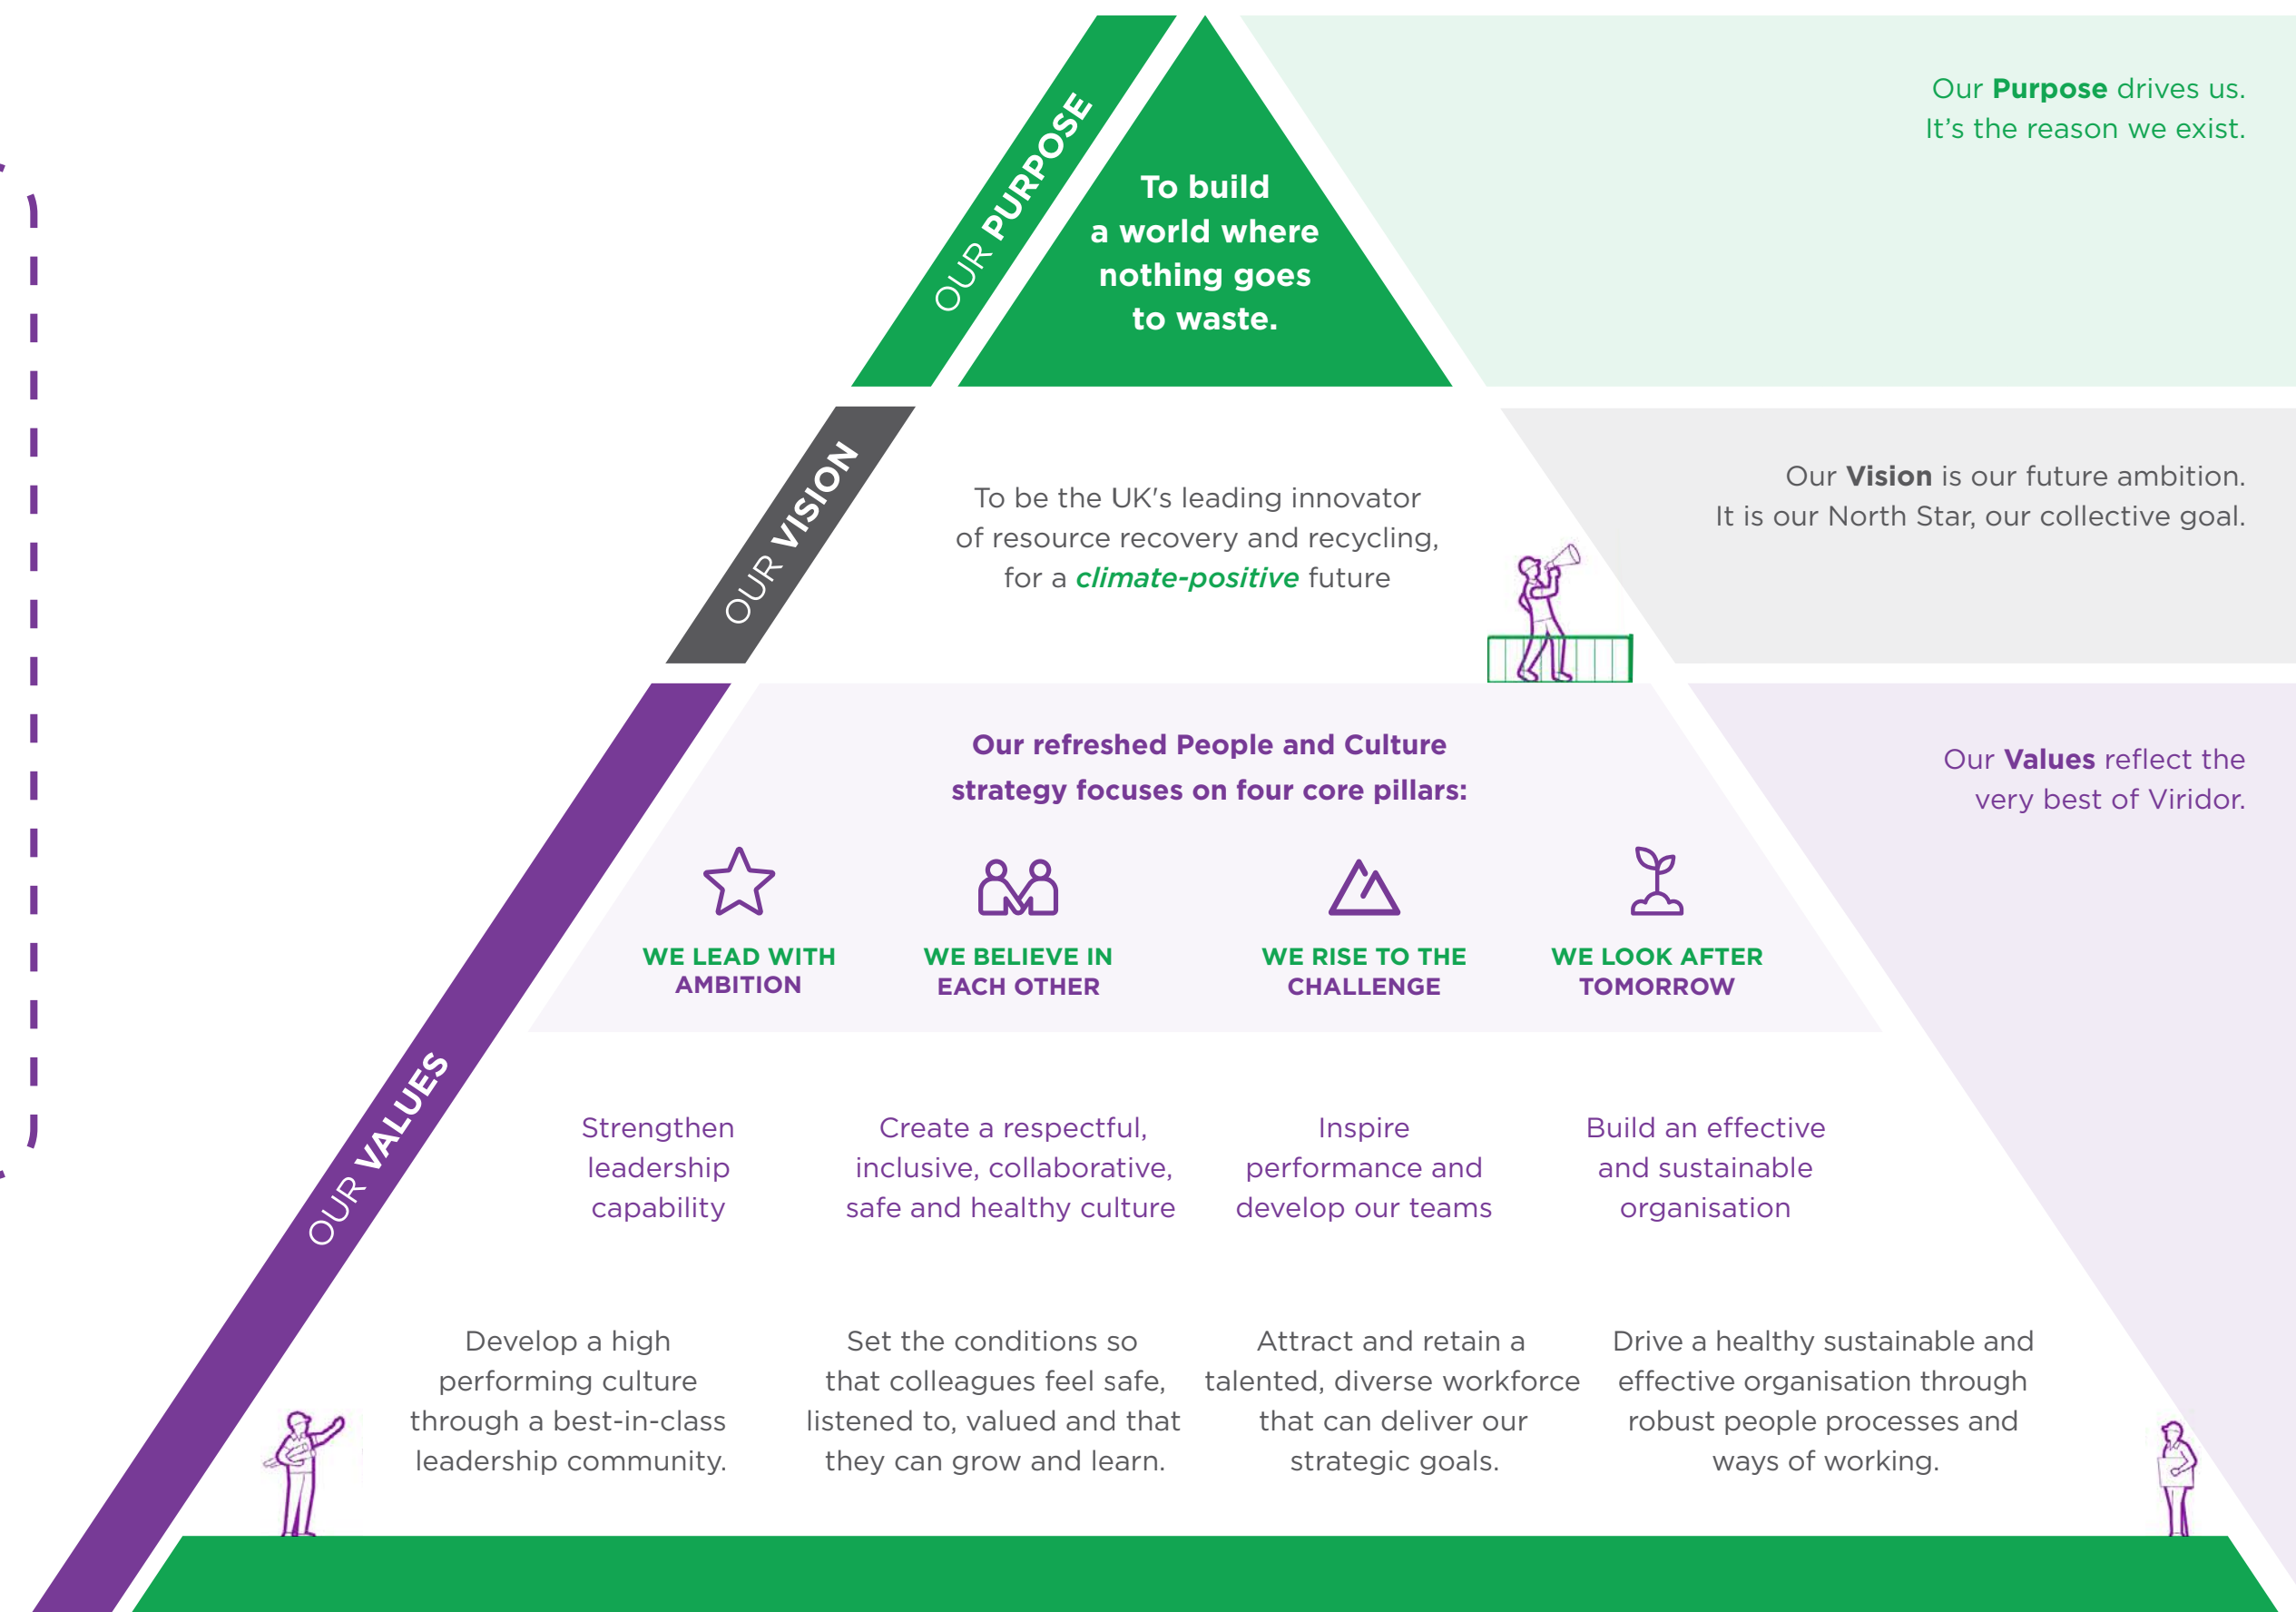 OUR PURPOSE
To build
a world where
nothing goes
to waste.
Our Purpose drives us.
It’s the reason we exist.
OUR VISION
To be the UK's leading innovator
of resource recovery and recycling,
for a climate-positive future
Our Vision is our future ambition.
It is our North Star, our collective goal.
OUR VALUES
Our refreshed People and Culture
strategy focuses on four core pillars:
Our Values reflect the
very best of Viridor.
WE LEAD WITH
AMBITION
WE BELIEVE IN
EACH OTHER
WE RISE TO THE
CHALLENGE
WE LOOK AFTER
TOMORROW
Strengthen
leadership
capability
Create a respectful,
inclusive, collaborative,
safe and healthy culture
Inspire
performance and
develop our teams
Build an effective
and sustainable
organisation
Develop a high
performing culture
through a best-in-class
leadership community.
Set the conditions so
that colleagues feel safe,
listened to, valued and that
they can grow and learn.
Attract and retain a
talented, diverse workforce
that can deliver our
strategic goals.
Drive a healthy sustainable and
effective organisation through
robust people processes and
ways of working.